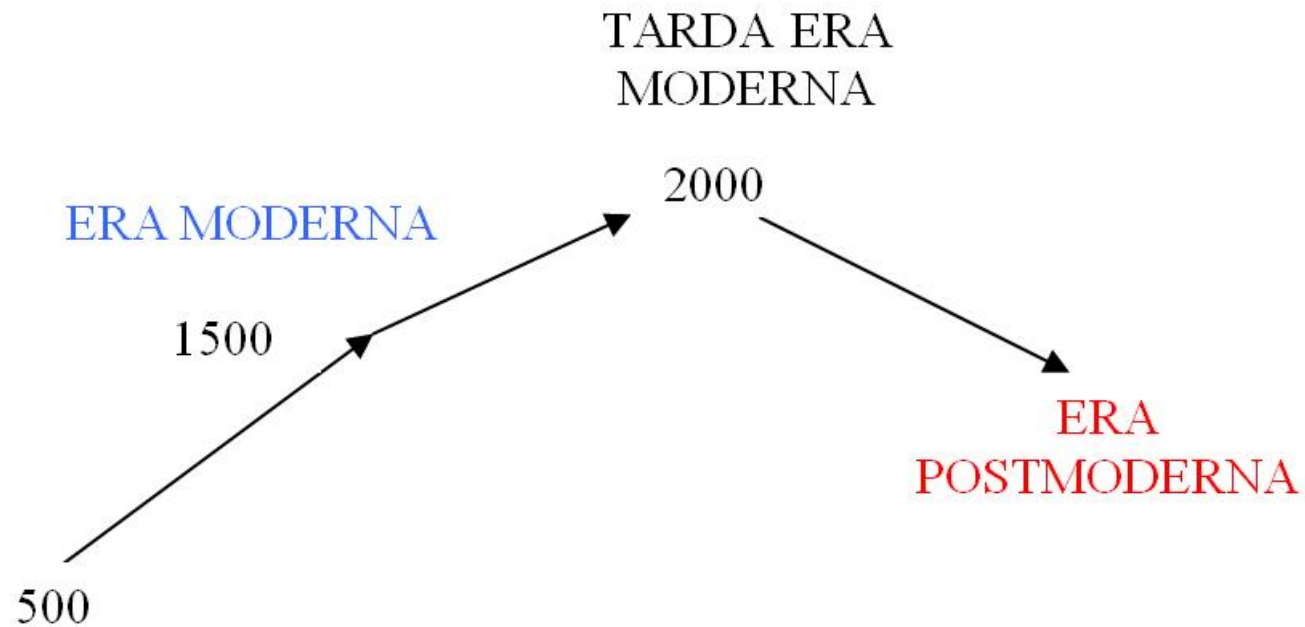 TARDA ERA
MODERNA
2000
ERA MODERNA
1500
ERA
POSTMODERNA
500